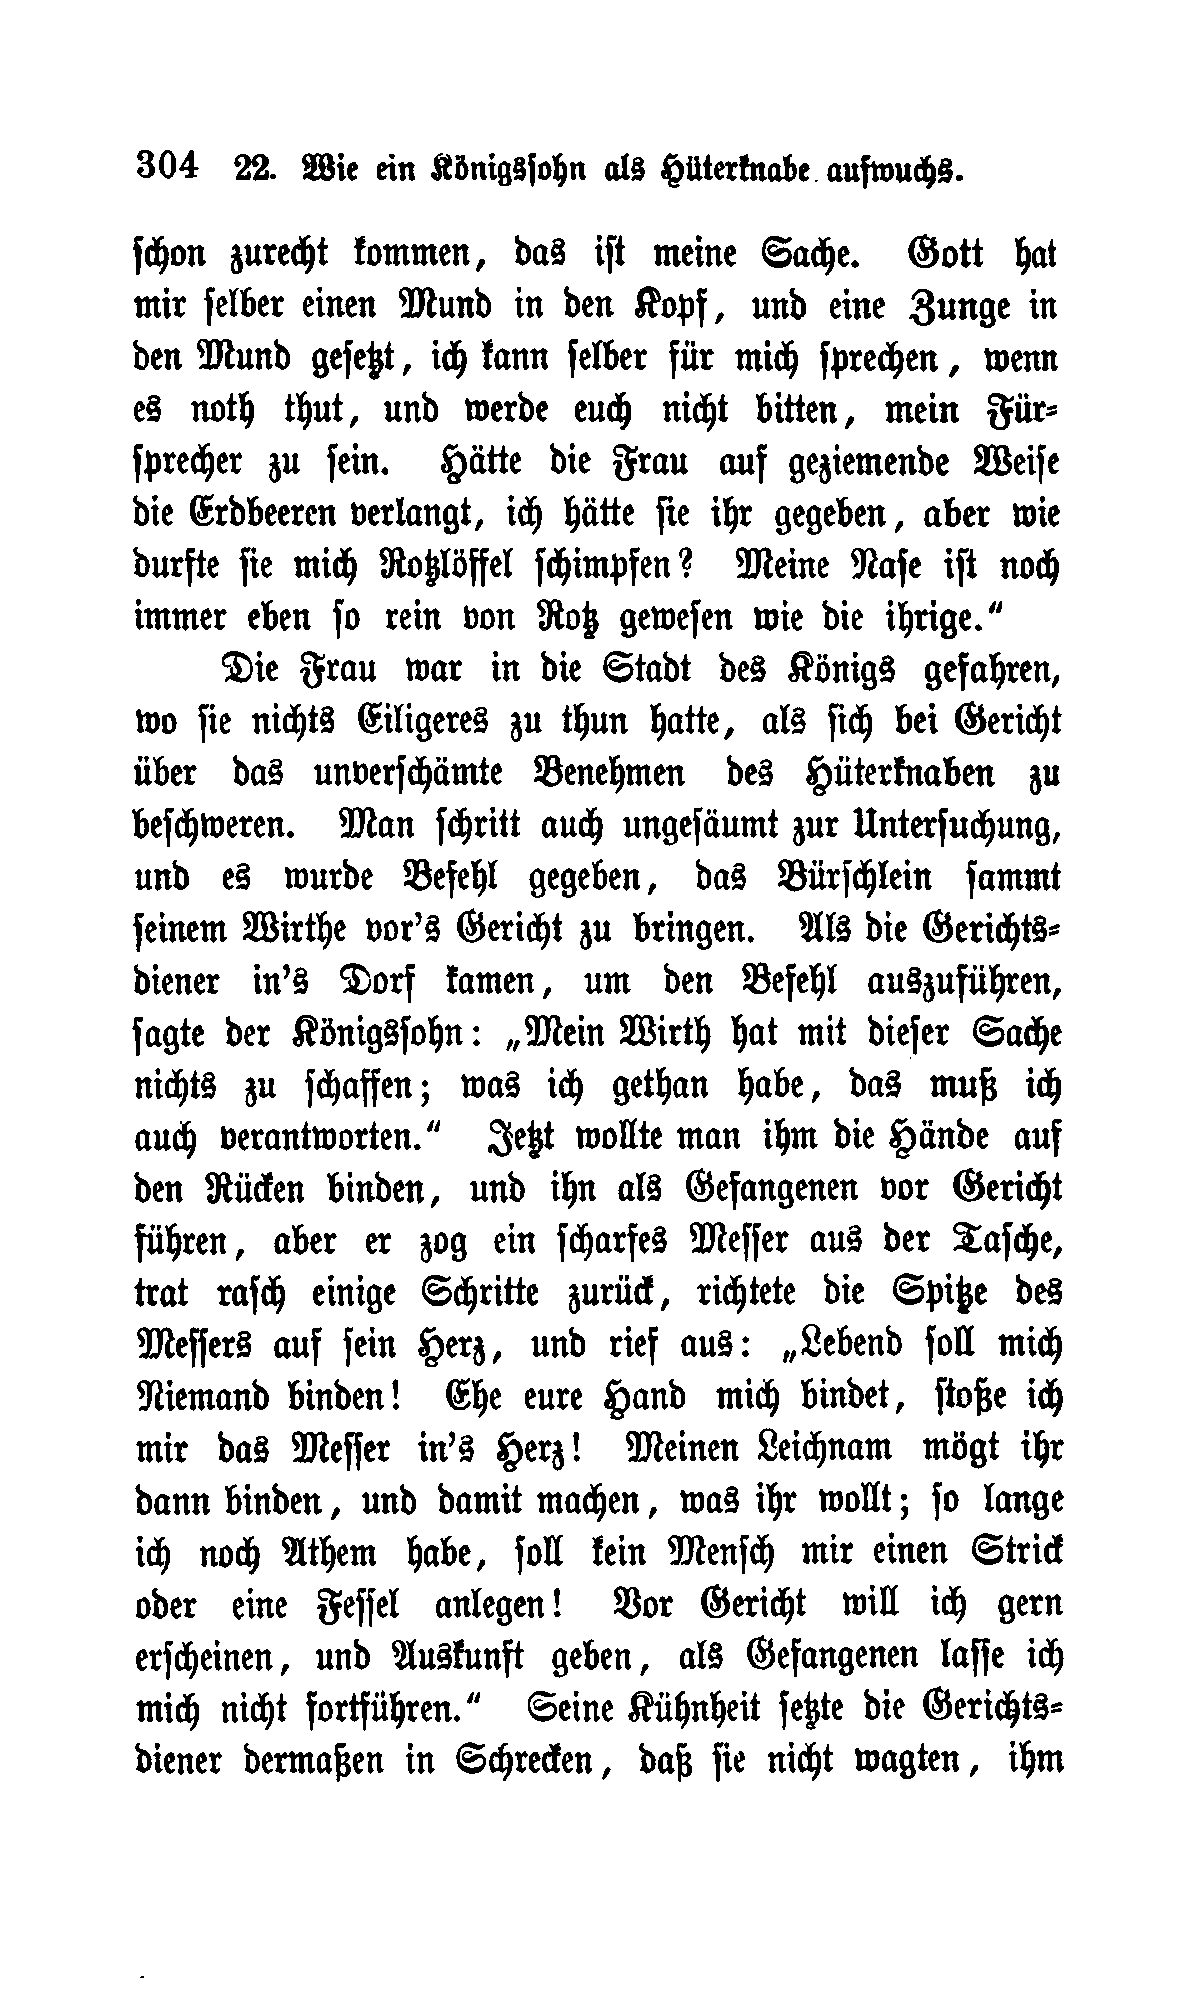 304 22. Wie ein Königssohn als Hüterknabe aufwuchs.
schon zurecht kommen, das ist meine Sache. Gott hat
mir selber einen Mund in den Kopf, und eine Zunge in
den Mund gesetzt, ich kann selber für mich sprechen, wenn
es noth thut, und werde euch nicht bitten, mein Für-
sprecher zu sein. Hätte die Frau auf geziemende Weise
die Erdbeeren verlangt, ich hätte sie ihr gegeben, aber wie
durfte sie mich Rotzlöffel schimpfen? Meine Nase ist noch
immer eben so rein von Rotz gewesen wie die ihrige.“
Die Frau war in die Stadt des Königs gefahren,
wo sie nichts Eiligeres zu thun hatte, als sich bei Gericht
über das unverschämte Benehmen des Hüterknaben zu
beschweren. Man schritt auch ungesäumt zur Untersuchung,
und es wurde Befehl gegeben, das Bürschlein sammt
seinem Wirthe vor's Gericht zu bringen. Als die Gerichts-
diener in's Dorf kamen, um den Befehl auszuführen,
sagte der Königssohn: „Mein Wirth hat mit dieser Sache
nichts zu schaffen; was ich gethan habe, das muß ich
auch verantworten.“ Jetzt wollte man ihm die Hände auf
den Rücken binden, und ihn als Gefangenen vor Gericht
führen, aber er zog ein scharfes Messer aus der Tasche,
trat rasch einige Schritte zurück, richtete die Spitze des
Messers auf sein Herz, und rief aus: „Lebend soll mich
Niemand binden! Ehe eure Hand mich bindet, stoße ich
mir das Messer in's Herz! Meinen Leichnam mögt ihr
dann binden, und damit machen, was ihr wollt; so lange
ich noch Athem habe, soll kein Mensch mir einen Strick
oder eine Fessel anlegen! Vor Gericht will ich gern
erscheinen, und Auskunft geben, als Gefangenen lasse ich
mich nicht fortführen.“ Seine Kühnheit setzte die Gerichts-
diener dermaßen in Schrecken, daß sie nicht wagten, ihm